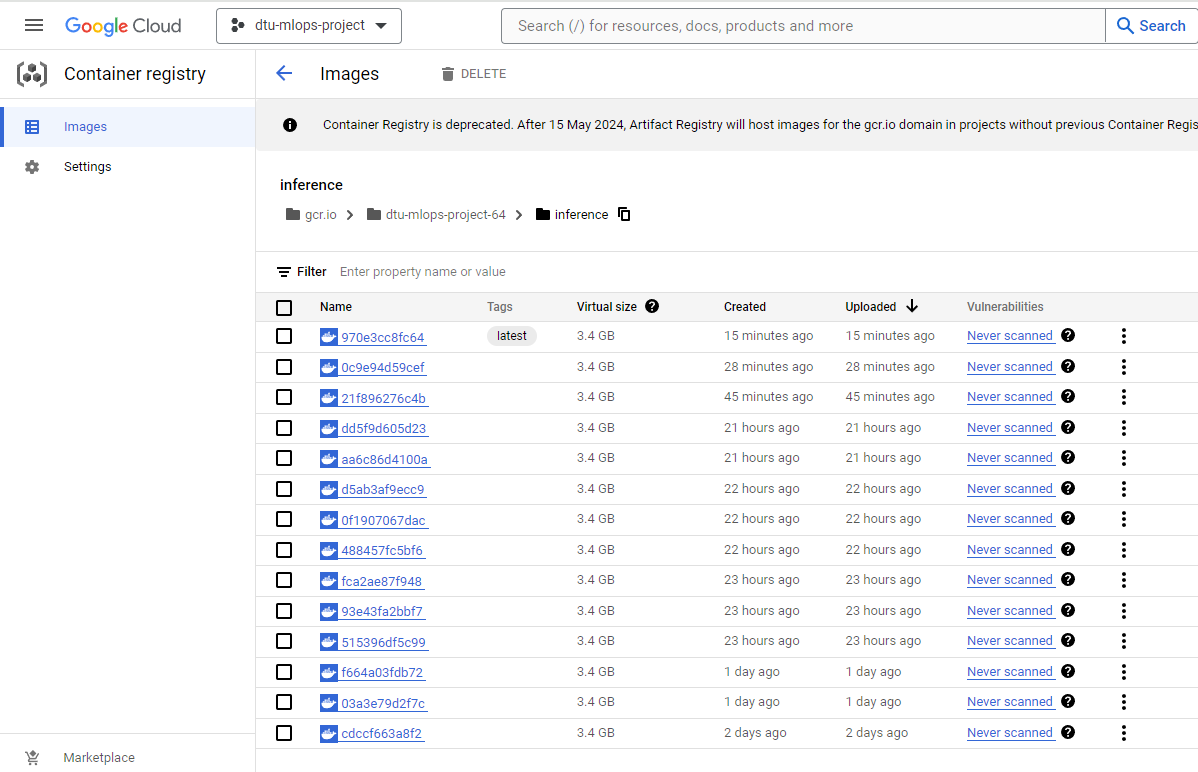 Google Cloud dtu-mlops-project Search (/) for resources, docs, products and more Search
Container registry Images DELETE
Images
Settings
Marketplace
Container Registry is deprecated. After 15 May 2024, Artifact Registry will host images for the gcr.io domain in projects without previous Container Regis
inference
gcr.io dtu-mlops-project-64 inference
Filter Enter property name or value
Name Tags Virtual size Created Uploaded Vulnerabilities
970e3cc8fc64 latest 3.4 GB 15 minutes ago 15 minutes ago Never scanned
0c9e94d59cef 3.4 GB 28 minutes ago 28 minutes ago Never scanned
21f896276c4b 3.4 GB 45 minutes ago 45 minutes ago Never scanned
dd5f9d605d23 3.4 GB 21 hours ago 21 hours ago Never scanned
aa6c86d4100a 3.4 GB 21 hours ago 21 hours ago Never scanned
d5ab3af9ecc9 3.4 GB 22 hours ago 22 hours ago Never scanned
0f1907067dac 3.4 GB 22 hours ago 22 hours ago Never scanned
488457fc5bf6 3.4 GB 22 hours ago 22 hours ago Never scanned
fca2ae87f948 3.4 GB 23 hours ago 23 hours ago Never scanned
93e43fa2bbf7 3.4 GB 23 hours ago 23 hours ago Never scanned
515396df5c99 3.4 GB 23 hours ago 23 hours ago Never scanned
f664a03fdb72 3.4 GB 1 day ago 1 day ago Never scanned
03a3e79d2f7c 3.4 GB 1 day ago 1 day ago Never scanned
cdccf663a8f2 3.4 GB 2 days ago 2 days ago Never scanned